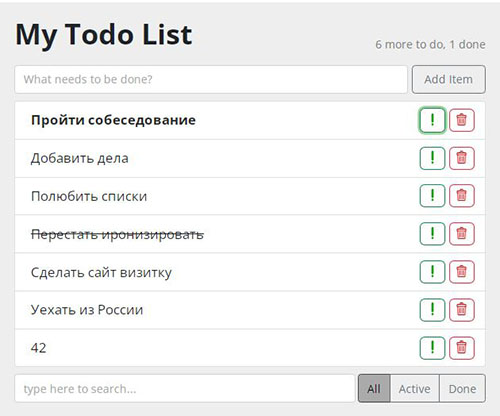 My Todo List
6 more to do, 1 done
What needs to be done?
Add Item
Пройти собеседование
Добавить дела
Полюбить списки
Перестать иронизировать
Сделать сайт визитку
Уехать из России
42
type here to search...
All
Active
Done